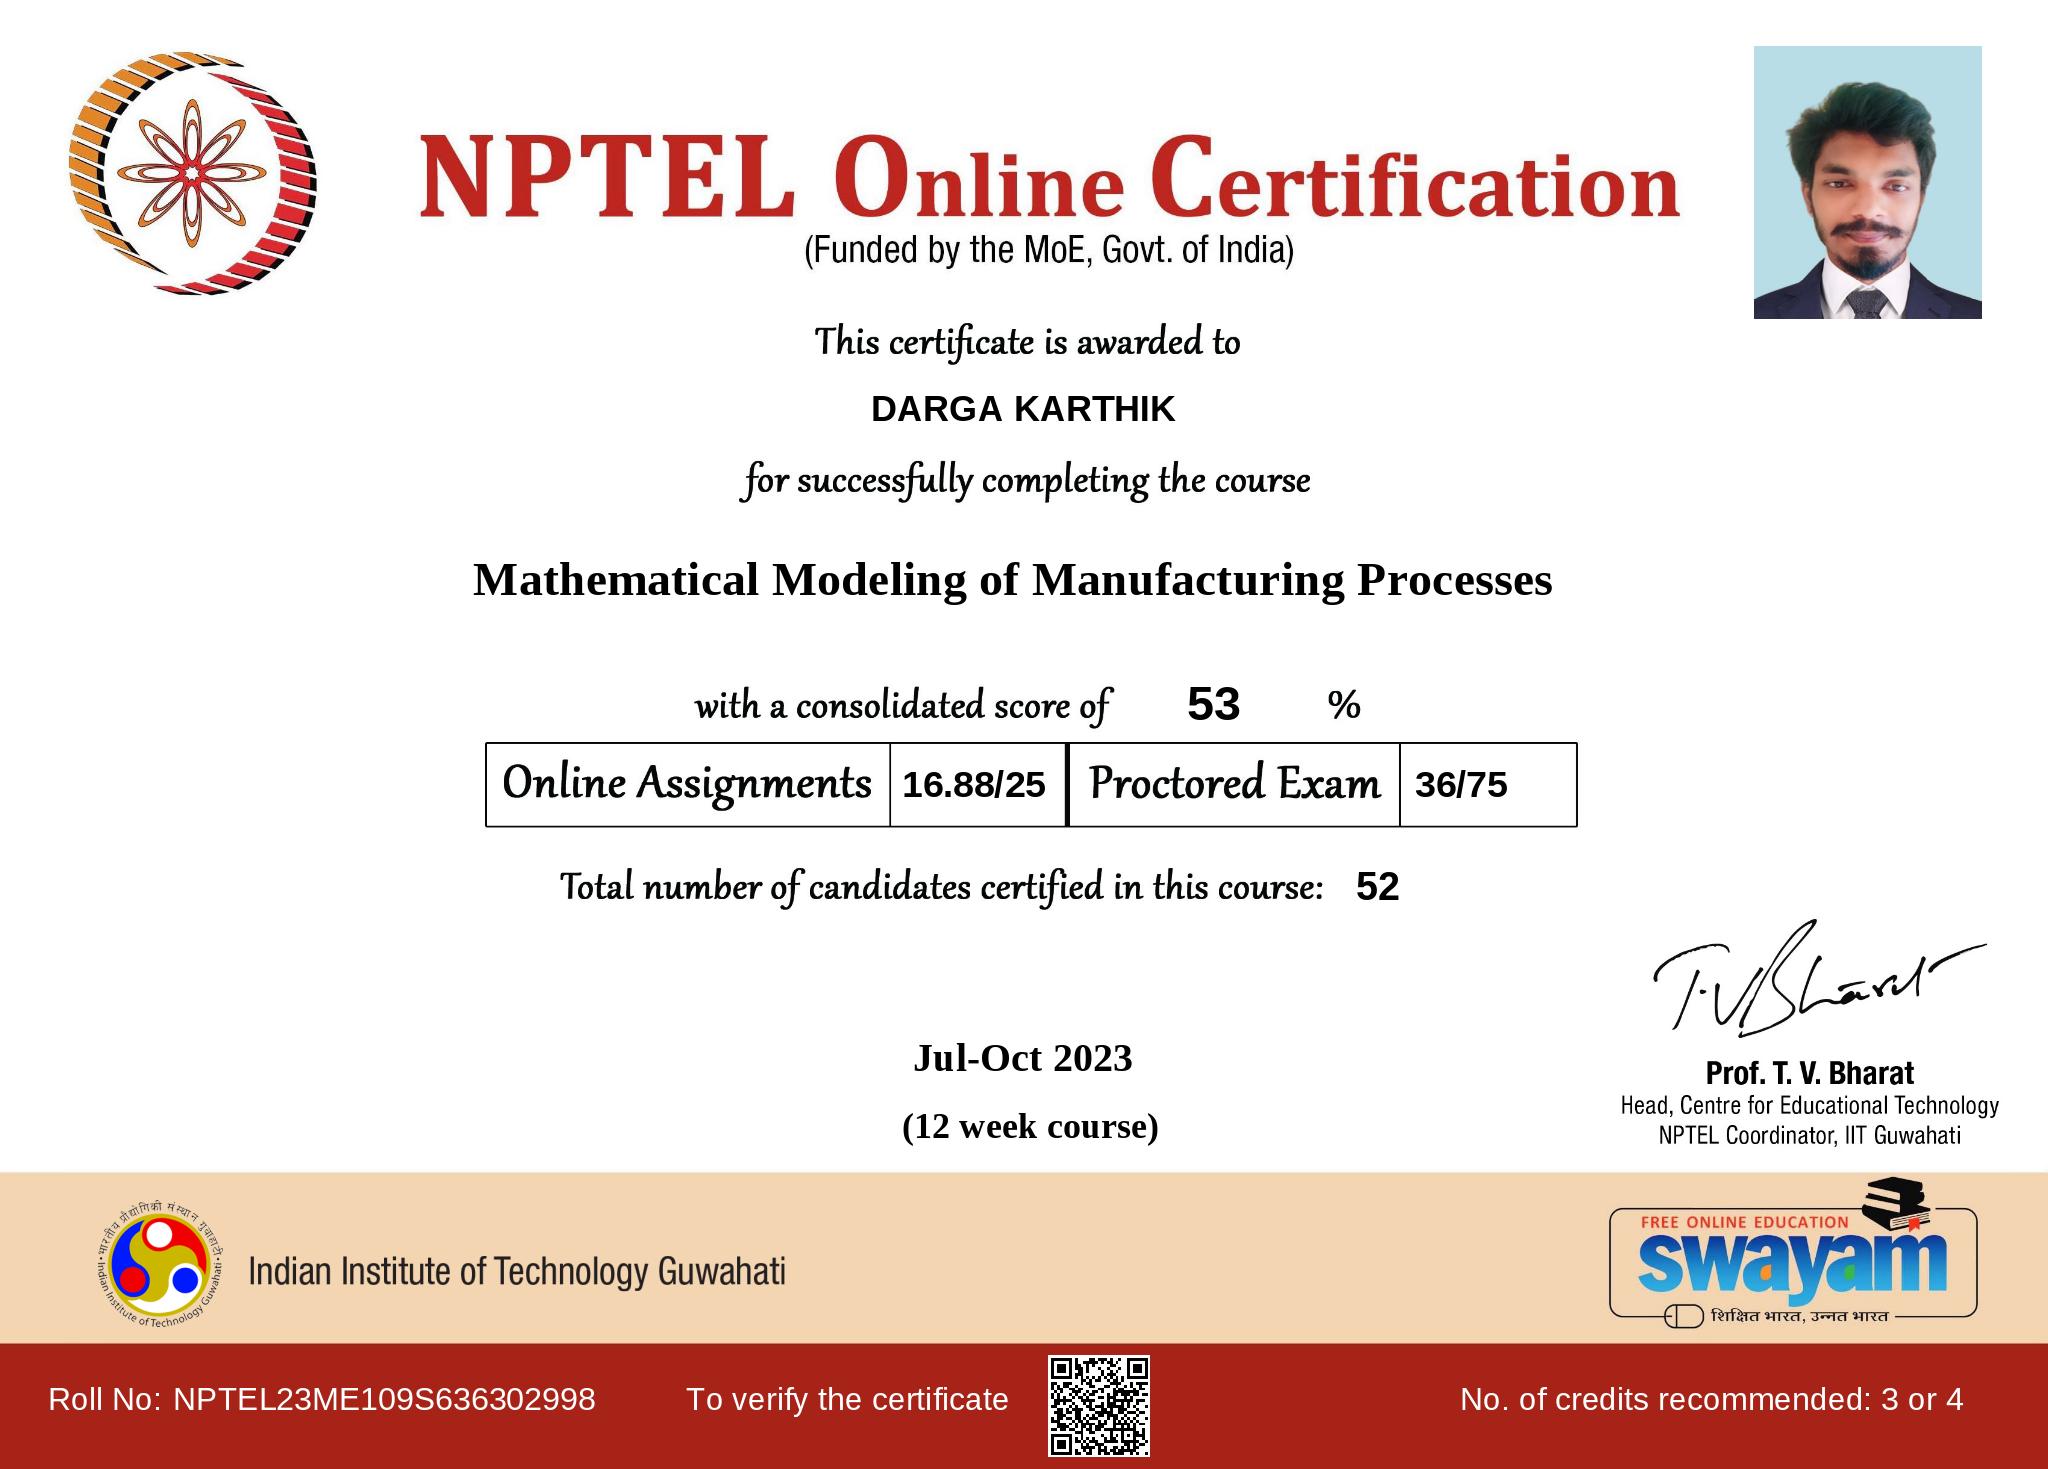 NPTEL Online Certification
(Funded by the MoE, Govt. of India)
This certificate is awarded to
DARGA KARTHIK
for successfully completing the course
Mathematical Modeling of Manufacturing Processes
with a consolidated score of 53 %
Online Assignments 16.88/25 Proctored Exam 36/75
Total number of candidates certified in this course: 52
T.V Bharat
Jul-Oct 2023
(12 week course)
Prof. T. V. Bharat
Head, Centre for Educational Technology
NPTEL Coordinator, IIT Guwahati
भारतीय प्रौद्योगिकी संस्थान गुवाहाटी
Indian Institute of Technology Guwahati
Indian Institute of Technology Guwahati
FREE ONLINE EDUCATION
swayam
शिक्षित भारत, उन्नत भारत
Roll No: NPTEL23ME109S636302998 To verify the certificate No. of credits recommended: 3 or 4